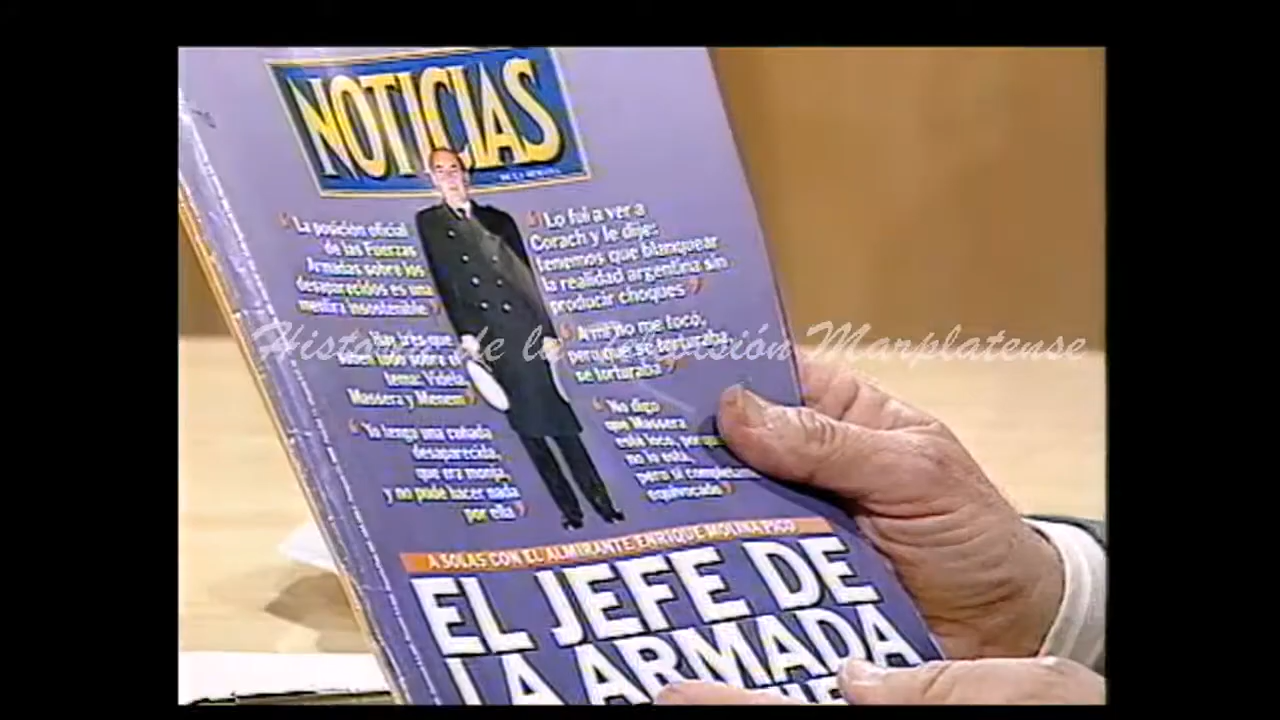 NOTICIAS
DE LA SEMANA
“La posición oficial
de las Fuerzas
Armadas sobre los
desaparecidos es una
mentira insostenible”
“Hay tres que
saben todo sobre el
tema: Videla,
Massera y Menem”
“Yo tengo una cuñada
desaparecida,
que era monja,
y no pude hacer nada
por ella”
“Lo fui a ver a
Corach y le dije:
tenemos que blanquear
la realidad argentina sin
producir choques”
“A mí no me tocó,
pero que se torturaba,
se torturaba”
“No digo
que Massera
esté loco, porque
no lo está,
pero sí completamente
equivocado”
Historia de la televisión Marplatense
A SOLAS CON EL ALMIRANTE ENRIQUE MOLINA PICO
EL JEFE DE
LA ARMADA